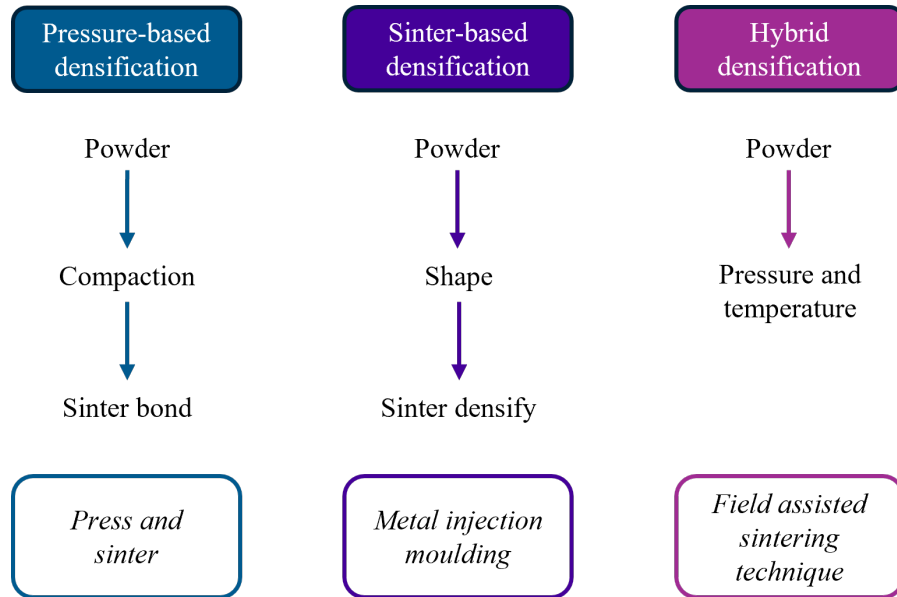 Pressure-based
densification
Powder
Compaction
Sinter bond
Press and
sinter
Sinter-based
densification
Powder
Shape
Sinter densify
Metal injection
moulding
Hybrid
densification
Powder
Pressure and
temperature
Field assisted
sintering
technique